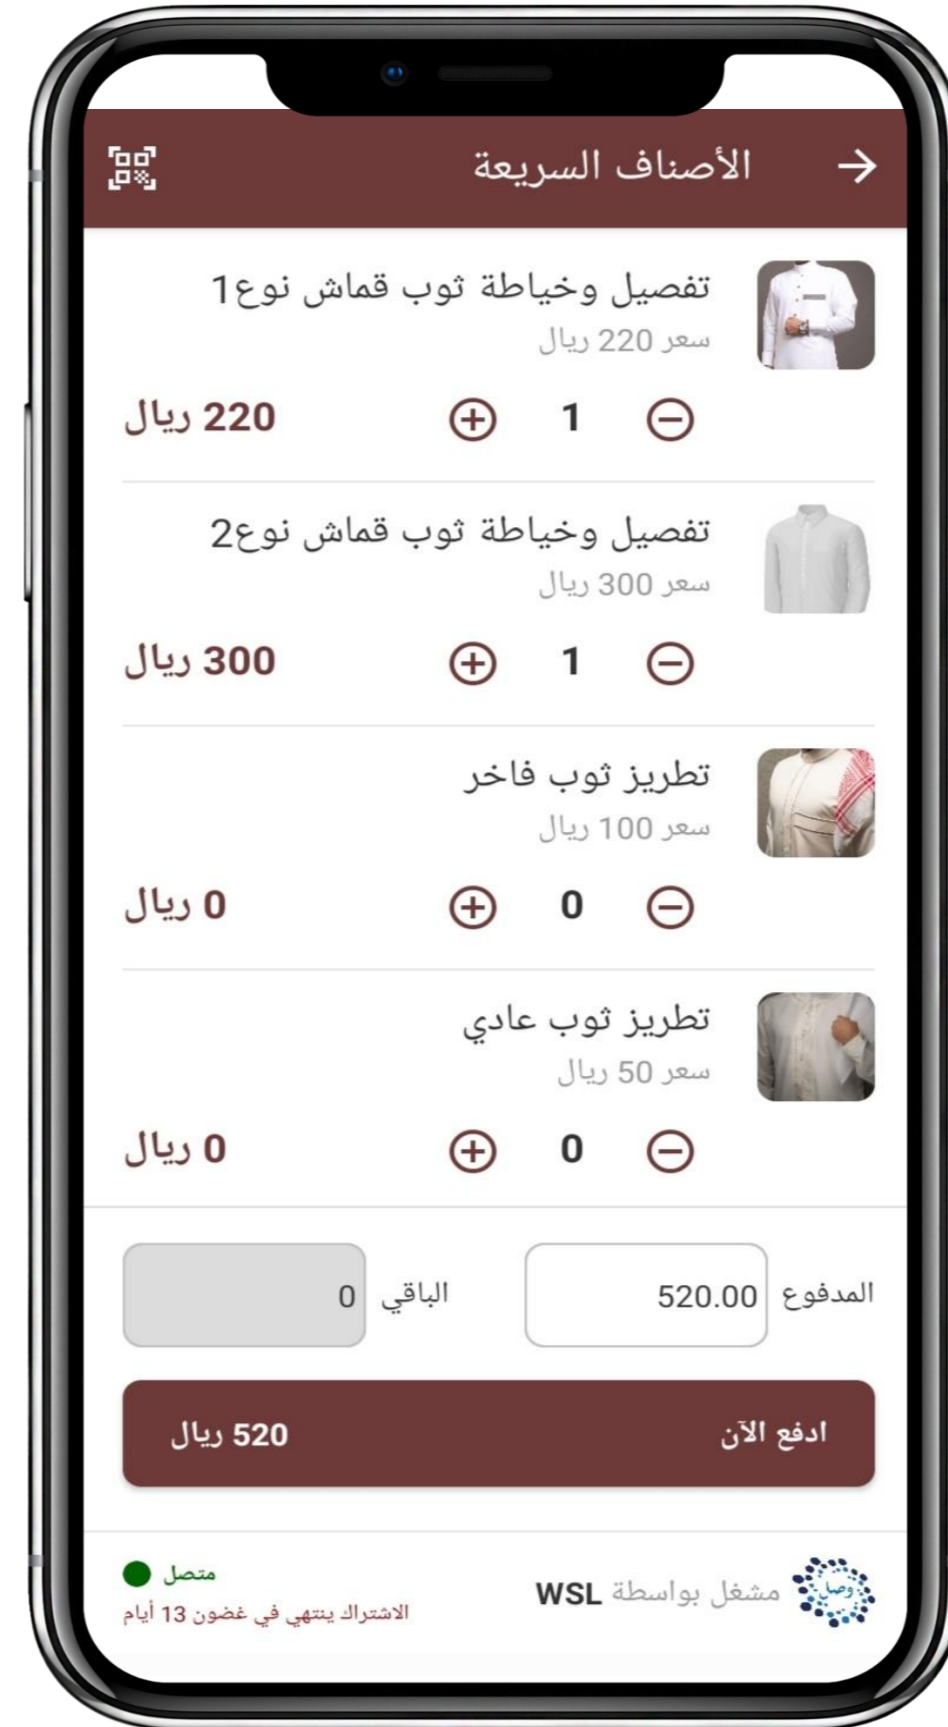 الأصناف السريعة
تفصيل وخياطة ثوب قماش نوع1
سعر 220 ريال
1
220 ريال
تفصيل وخياطة ثوب قماش نوع2
سعر 300 ريال
1
300 ريال
تطريز ثوب فاخر
سعر 100 ريال
0
0 ريال
تطريز ثوب عادي
سعر 50 ريال
0
0 ريال
المدفوع 520.00 الباقي 0
ادفع الآن 520 ريال
وصل
مشغل بواسطة WSL
متصل
الاشتراك ينتهي في غضون 13 أيام